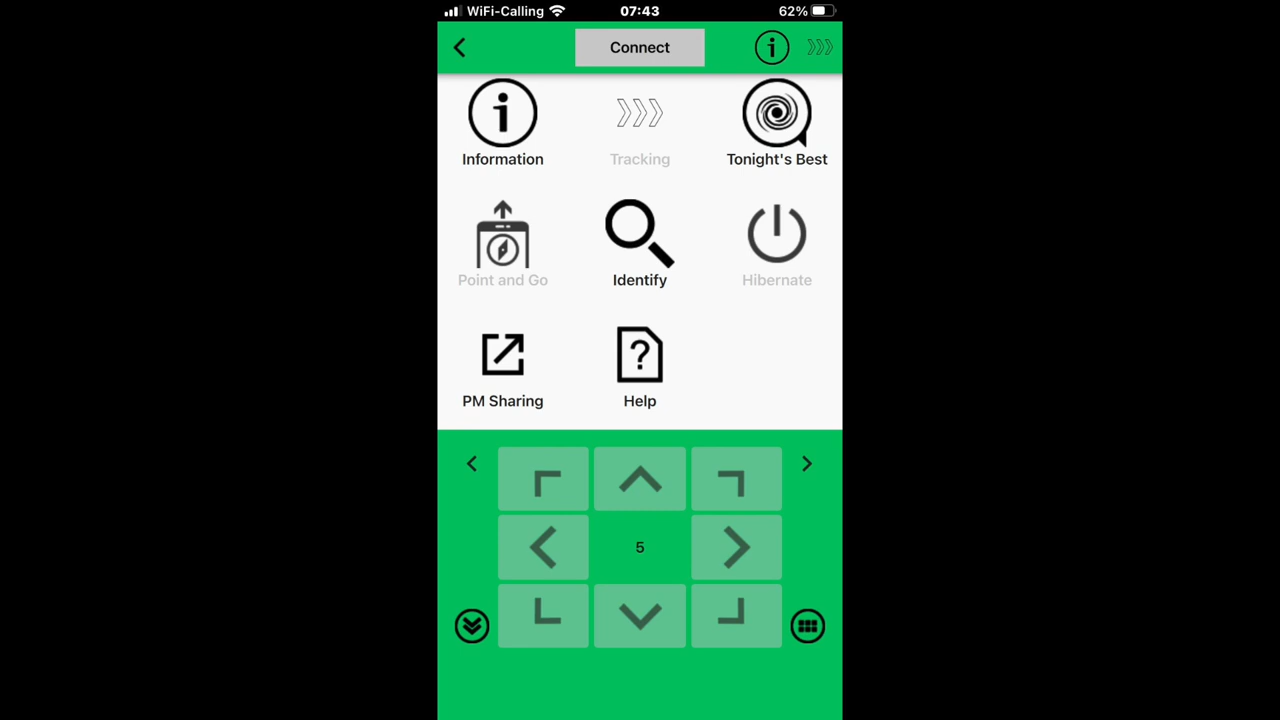 WiFi-Calling 07:43 62%
Connect
Information Tracking Tonight's Best
Point and Go Identify Hibernate
PM Sharing Help
5